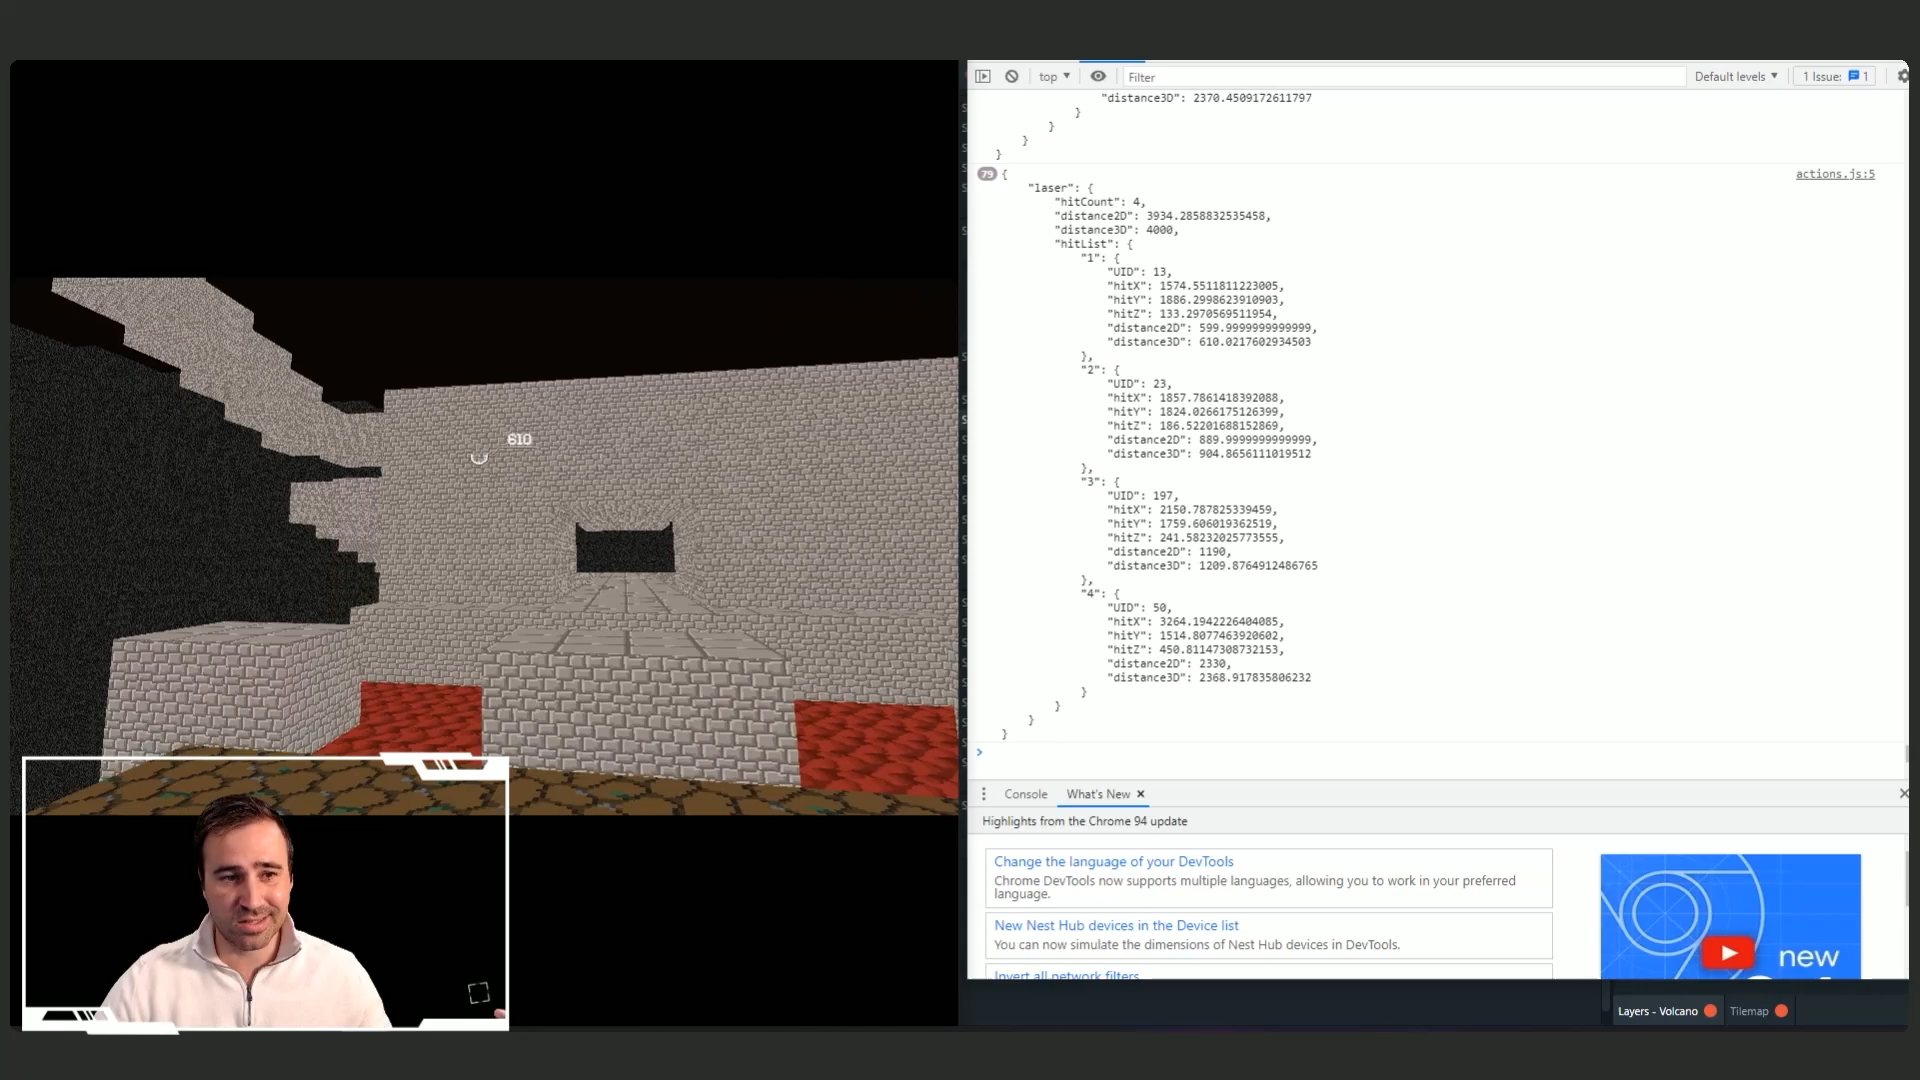 top ▼
Filter
Default levels ▼
1 Issue: 1
"distance3D": 2370.4509172611797
}
}
}
}
79 {
actions.js:5
"laser": {
"hitCount": 4,
"distance2D": 3934.2858832535458,
"distance3D": 4000,
"hitList": {
"1": {
"UID": 13,
"hitX": 1574.5511811223005,
"hitY": 1886.2998623910903,
"hitZ": 133.2970569511954,
"distance2D": 599.9999999999999,
"distance3D": 610.0217602934503
},
"2": {
"UID": 23,
"hitX": 1857.7861418392088,
"hitY": 1824.0266175126399,
"hitZ": 186.52201688152869,
"distance2D": 889.9999999999999,
"distance3D": 904.8656111019512
},
"3": {
"UID": 197,
"hitX": 2150.787825339459,
"hitY": 1759.606019362519,
"hitZ": 241.58232025773555,
"distance2D": 1190,
"distance3D": 1209.8764912486765
},
"4": {
"UID": 50,
"hitX": 3264.1942226404085,
"hitY": 1514.8077463920602,
"hitZ": 450.81147308732153,
"distance2D": 2330,
"distance3D": 2368.917835806232
}
}
}
}
>
610
Console
What's New ×
Highlights from the Chrome 94 update
Change the language of your DevTools
Chrome DevTools now supports multiple languages, allowing you to work in your preferred
language.
New Nest Hub devices in the Device list
You can now simulate the dimensions of Nest Hub devices in DevTools.
Invert all network filters
new
Layers - Volcano
Tilemap